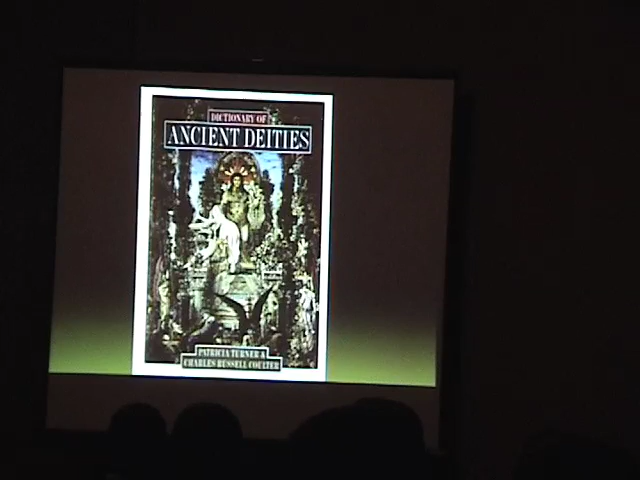 DICTIONARY OF
ANCIENT DEITIES
PATRICIA TURNER &
CHARLES RUSSELL COULTER